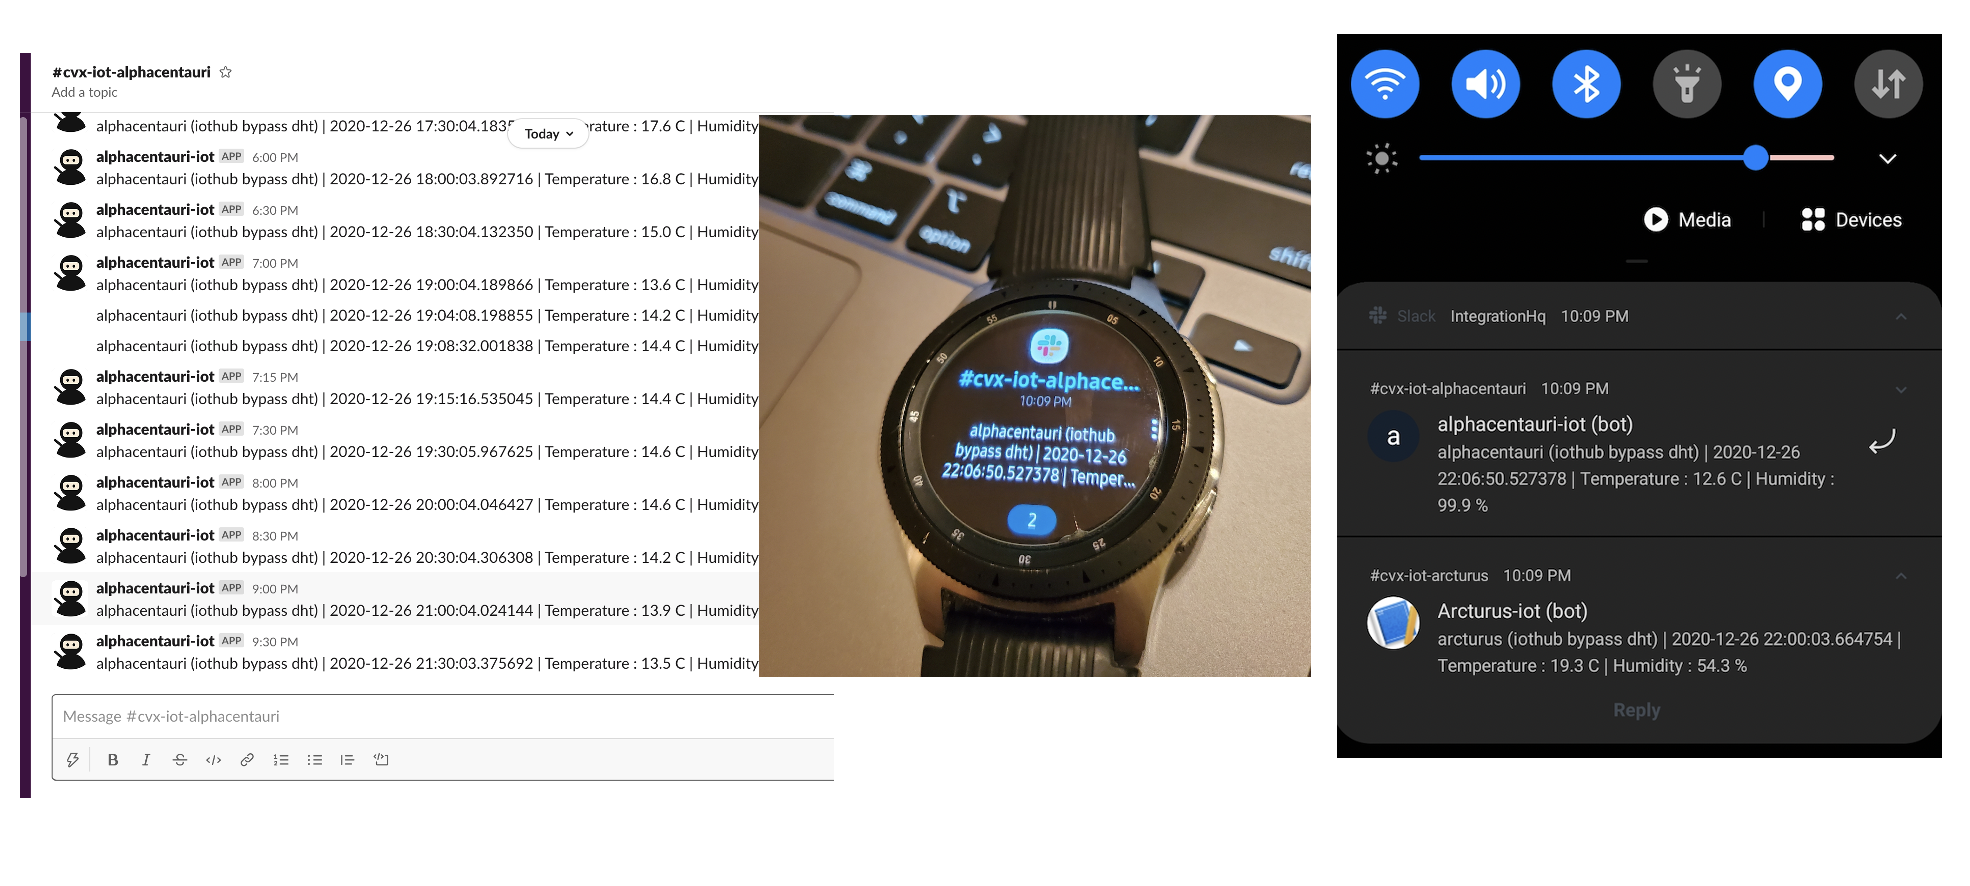 #cvx-iot-alphacentauri
Add a topic
alphacentauri (iothub bypass dht) | 2020-12-26 17:30:04.183
Today
rature : 17.6 C | Humidity
alphacentauri-iot APP 6:00 PM
alphacentauri (iothub bypass dht) | 2020-12-26 18:00:03.892716 | Temperature : 16.8 C | Humidity
alphacentauri-iot APP 6:30 PM
alphacentauri (iothub bypass dht) | 2020-12-26 18:30:04.132350 | Temperature : 15.0 C | Humidity
alphacentauri-iot APP 7:00 PM
alphacentauri (iothub bypass dht) | 2020-12-26 19:00:04.189866 | Temperature : 13.6 C | Humidity
alphacentauri (iothub bypass dht) | 2020-12-26 19:04:08.198855 | Temperature : 14.2 C | Humidity
alphacentauri (iothub bypass dht) | 2020-12-26 19:08:32.001838 | Temperature : 14.4 C | Humidity
alphacentauri-iot APP 7:15 PM
alphacentauri (iothub bypass dht) | 2020-12-26 19:15:16.535045 | Temperature : 14.4 C | Humidity
alphacentauri-iot APP 7:30 PM
alphacentauri (iothub bypass dht) | 2020-12-26 19:30:05.967625 | Temperature : 14.6 C | Humidity
alphacentauri-iot APP 8:00 PM
alphacentauri (iothub bypass dht) | 2020-12-26 20:00:04.046427 | Temperature : 14.6 C | Humidity
alphacentauri-iot APP 8:30 PM
alphacentauri (iothub bypass dht) | 2020-12-26 20:30:04.306308 | Temperature : 14.2 C | Humidity
alphacentauri-iot APP 9:00 PM
alphacentauri (iothub bypass dht) | 2020-12-26 21:00:04.024144 | Temperature : 13.9 C | Humidity
alphacentauri-iot APP 9:30 PM
alphacentauri (iothub bypass dht) | 2020-12-26 21:30:03.375692 | Temperature : 13.5 C | Humidity
Message #cvx-iot-alphacentauri
B I S
command
option
shift
55 05
50 10
45 15
40 20
35 30 25
#cvx-iot-alphace...
10:09 PM
alphacentauri (iothub
bypass dht) | 2020-12-26
22:06:50.527378 | Temper...
2
Media
Devices
Slack IntegrationHq 10:09 PM
#cvx-iot-alphacentauri 10:09 PM
a
alphacentauri-iot (bot)
alphacentauri (iothub bypass dht) | 2020-12-26
22:06:50.527378 | Temperature : 12.6 C | Humidity :
99.9 %
#cvx-iot-arcturus 10:09 PM
Arcturus-iot (bot)
arcturus (iothub bypass dht) | 2020-12-26 22:00:03.664754 |
Temperature : 19.3 C | Humidity : 54.3 %
Reply